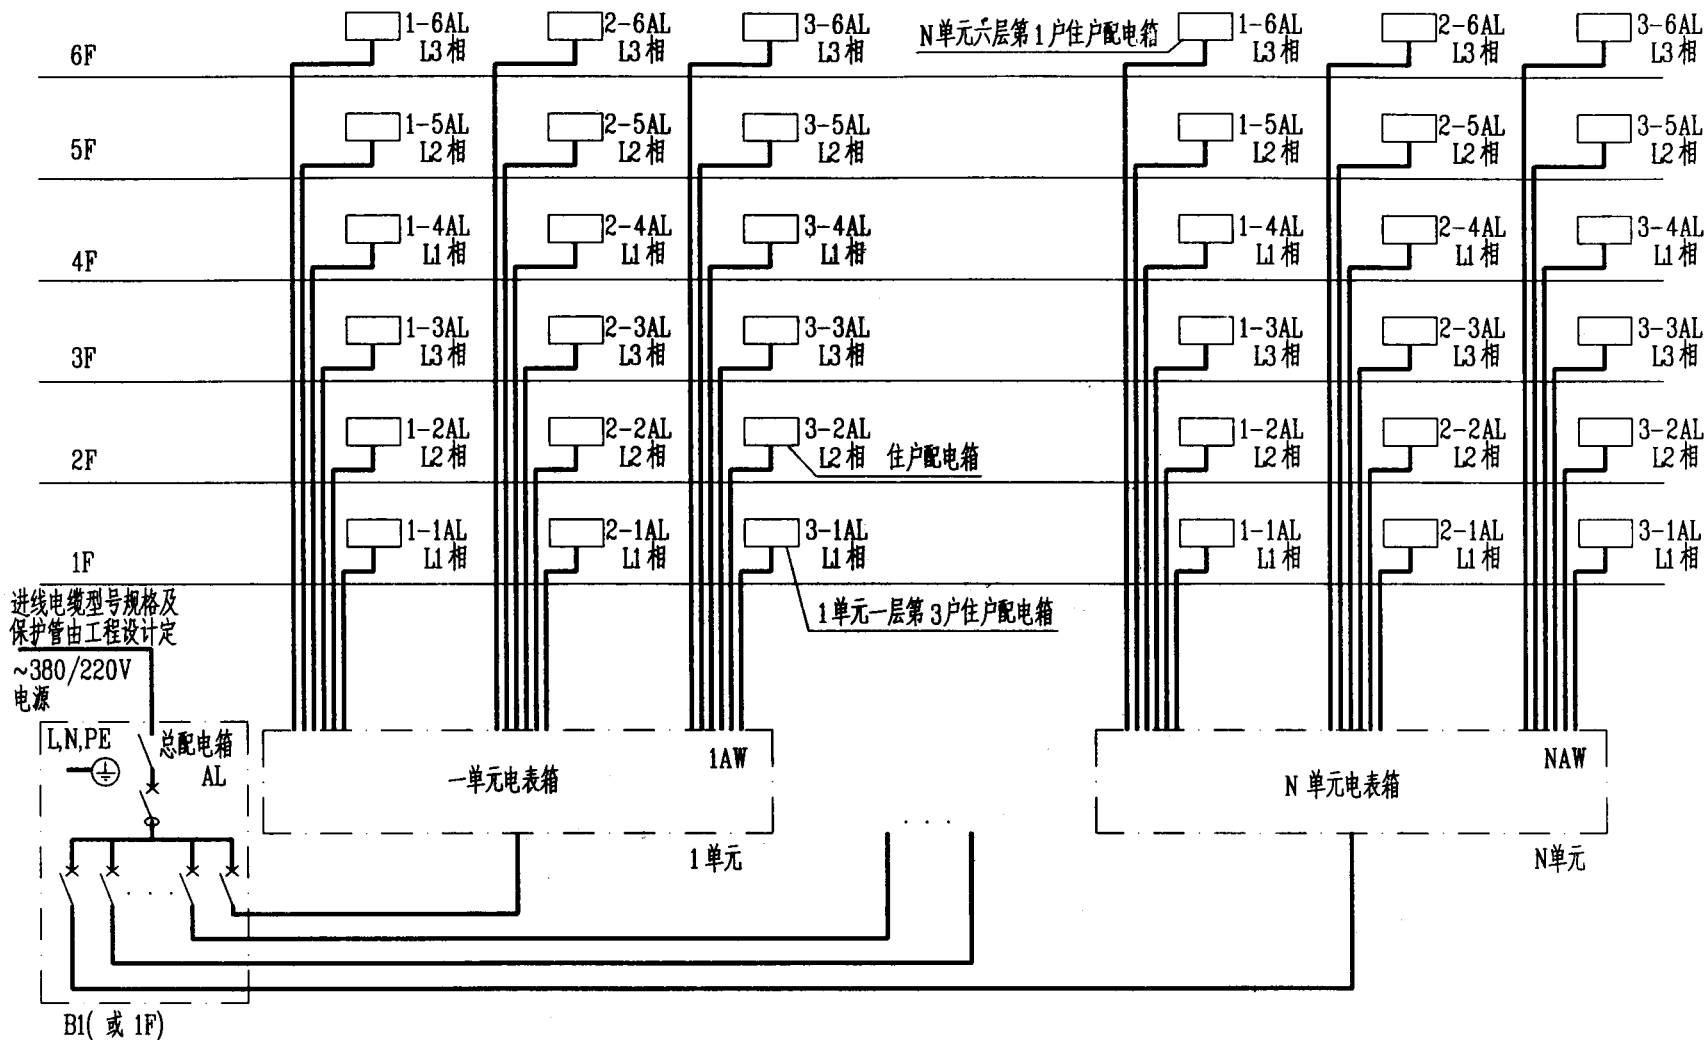 6F
1-6AL
L3相
2-6AL
L3相
3-6AL
L3相
N单元六层第1户住户配电箱
1-6AL
L3相
2-6AL
L3相
3-6AL
L3相
5F
1-5AL
L2相
2-5AL
L2相
3-5AL
L2相
1-5AL
L2相
2-5AL
L2相
3-5AL
L2相
4F
1-4AL
L1相
2-4AL
L1相
3-4AL
L1相
1-4AL
L1相
2-4AL
L1相
3-4AL
L1相
3F
1-3AL
L3相
2-3AL
L3相
3-3AL
L3相
1-3AL
L3相
2-3AL
L3相
3-3AL
L3相
2F
1-2AL
L2相
2-2AL
L2相
3-2AL
L2相
住户配电箱
1-2AL
L2相
2-2AL
L2相
3-2AL
L2相
1F
1-1AL
L1相
2-1AL
L1相
3-1AL
L1相
1-1AL
L1相
2-1AL
L1相
3-1AL
L1相
1单元一层第3户住户配电箱
进线电缆型号规格及
保护管由工程设计定
~380/220V
电源
L,N,PE
总配电箱
AL
一单元电表箱
1AW
1单元
. . .
N 单元电表箱
NAW
N单元
. . .
B1( 或 1F)